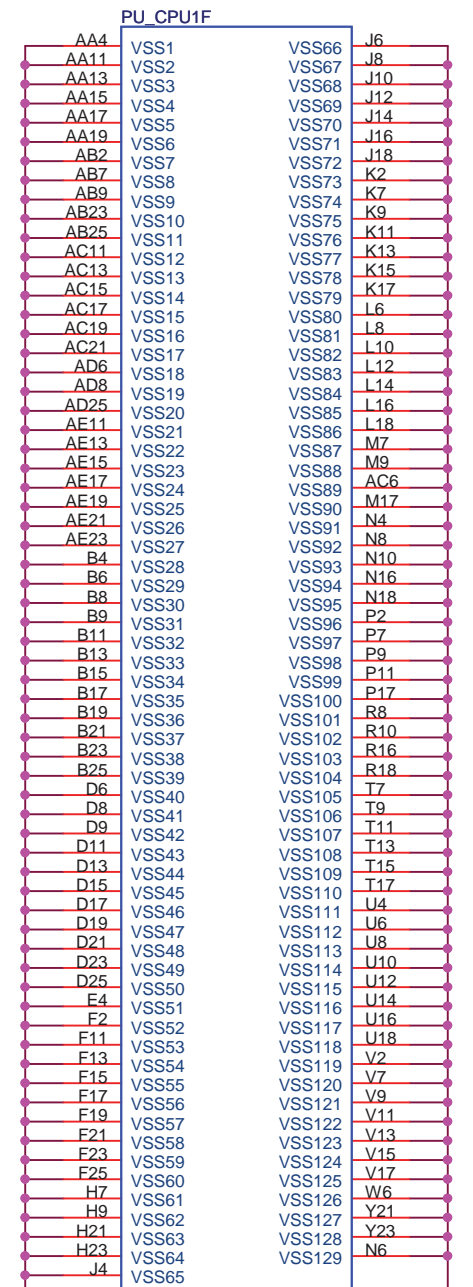 PU_CPU1F
AA4 VSS1 VSS66 J6
AA11 VSS2 VSS67 J8
AA13 VSS3 VSS68 J10
AA15 VSS4 VSS69 J12
AA17 VSS5 VSS70 J14
AA19 VSS6 VSS71 J16
AB2 VSS7 VSS72 J18
AB7 VSS8 VSS73 K2
AB9 VSS9 VSS74 K7
AB23 VSS10 VSS75 K9
AB25 VSS11 VSS76 K11
AC11 VSS12 VSS77 K13
AC13 VSS13 VSS78 K15
AC15 VSS14 VSS79 K17
AC17 VSS15 VSS80 L6
AC19 VSS16 VSS81 L8
AC21 VSS17 VSS82 L10
AD6 VSS18 VSS83 L12
AD8 VSS19 VSS84 L14
AD25 VSS20 VSS85 L16
AE11 VSS21 VSS86 L18
AE13 VSS22 VSS87 M7
AE15 VSS23 VSS88 M9
AE17 VSS24 VSS89 AC6
AE19 VSS25 VSS90 M17
AE21 VSS26 VSS91 N4
AE23 VSS27 VSS92 N8
B4 VSS28 VSS93 N10
B6 VSS29 VSS94 N16
B8 VSS30 VSS95 N18
B9 VSS31 VSS96 P2
B11 VSS32 VSS97 P7
B13 VSS33 VSS98 P9
B15 VSS34 VSS99 P11
B17 VSS35 VSS100 P17
B19 VSS36 VSS101 R8
B21 VSS37 VSS102 R10
B23 VSS38 VSS103 R16
B25 VSS39 VSS104 R18
D6 VSS40 VSS105 T7
D8 VSS41 VSS106 T9
D9 VSS42 VSS107 T11
D11 VSS43 VSS108 T13
D13 VSS44 VSS109 T15
D15 VSS45 VSS110 T17
D17 VSS46 VSS111 U4
D19 VSS47 VSS112 U6
D21 VSS48 VSS113 U8
D23 VSS49 VSS114 U10
D25 VSS50 VSS115 U12
E4 VSS51 VSS116 U14
F2 VSS52 VSS117 U16
F11 VSS53 VSS118 U18
F13 VSS54 VSS119 V2
F15 VSS55 VSS120 V7
F17 VSS56 VSS121 V9
F19 VSS57 VSS122 V11
F21 VSS58 VSS123 V13
F23 VSS59 VSS124 V15
F25 VSS60 VSS125 V17
H7 VSS61 VSS126 W6
H9 VSS62 VSS127 Y21
H21 VSS63 VSS128 Y23
H23 VSS64 VSS129 N6
J4 VSS65